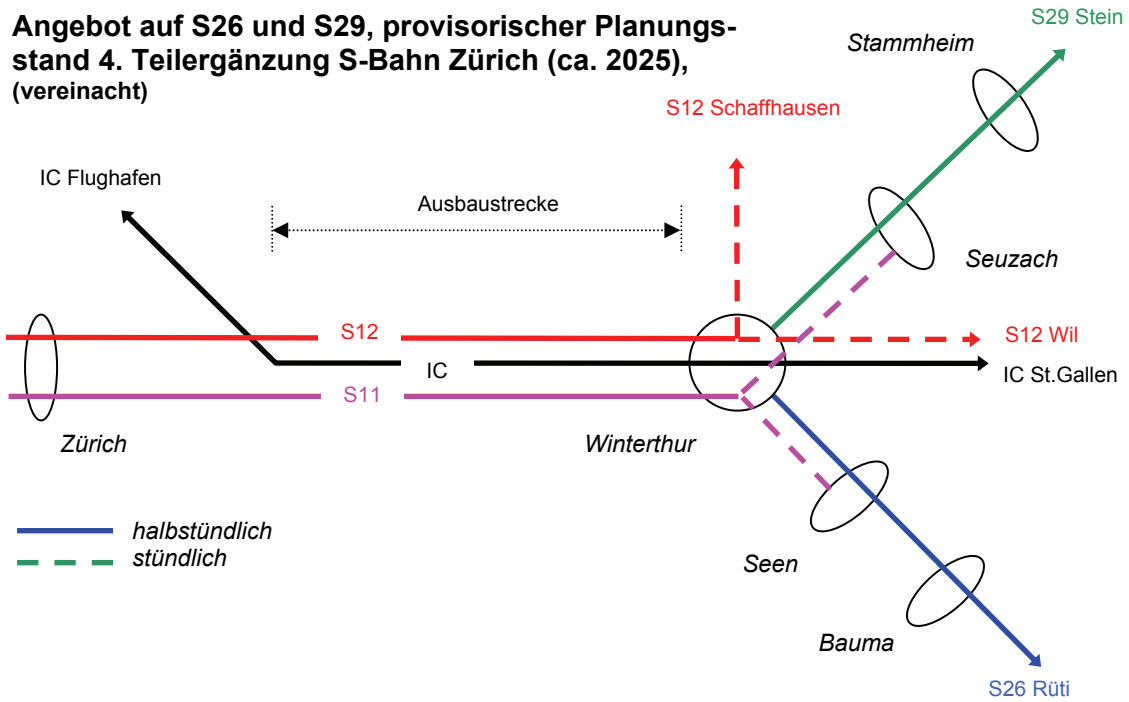 Angebot auf S26 und S29, provisorischer Planungs-
stand 4. Teilergänzung S-Bahn Zürich (ca. 2025),
(vereinacht)
S29 Stein
Stammheim
S12 Schaffhausen
IC Flughafen
Ausbaustrecke
Seuzach
S12
S12 Wil
IC
IC St.Gallen
S11
Zürich
Winterthur
halbstündlich
stündlich
Seen
Bauma
S26 Rüti